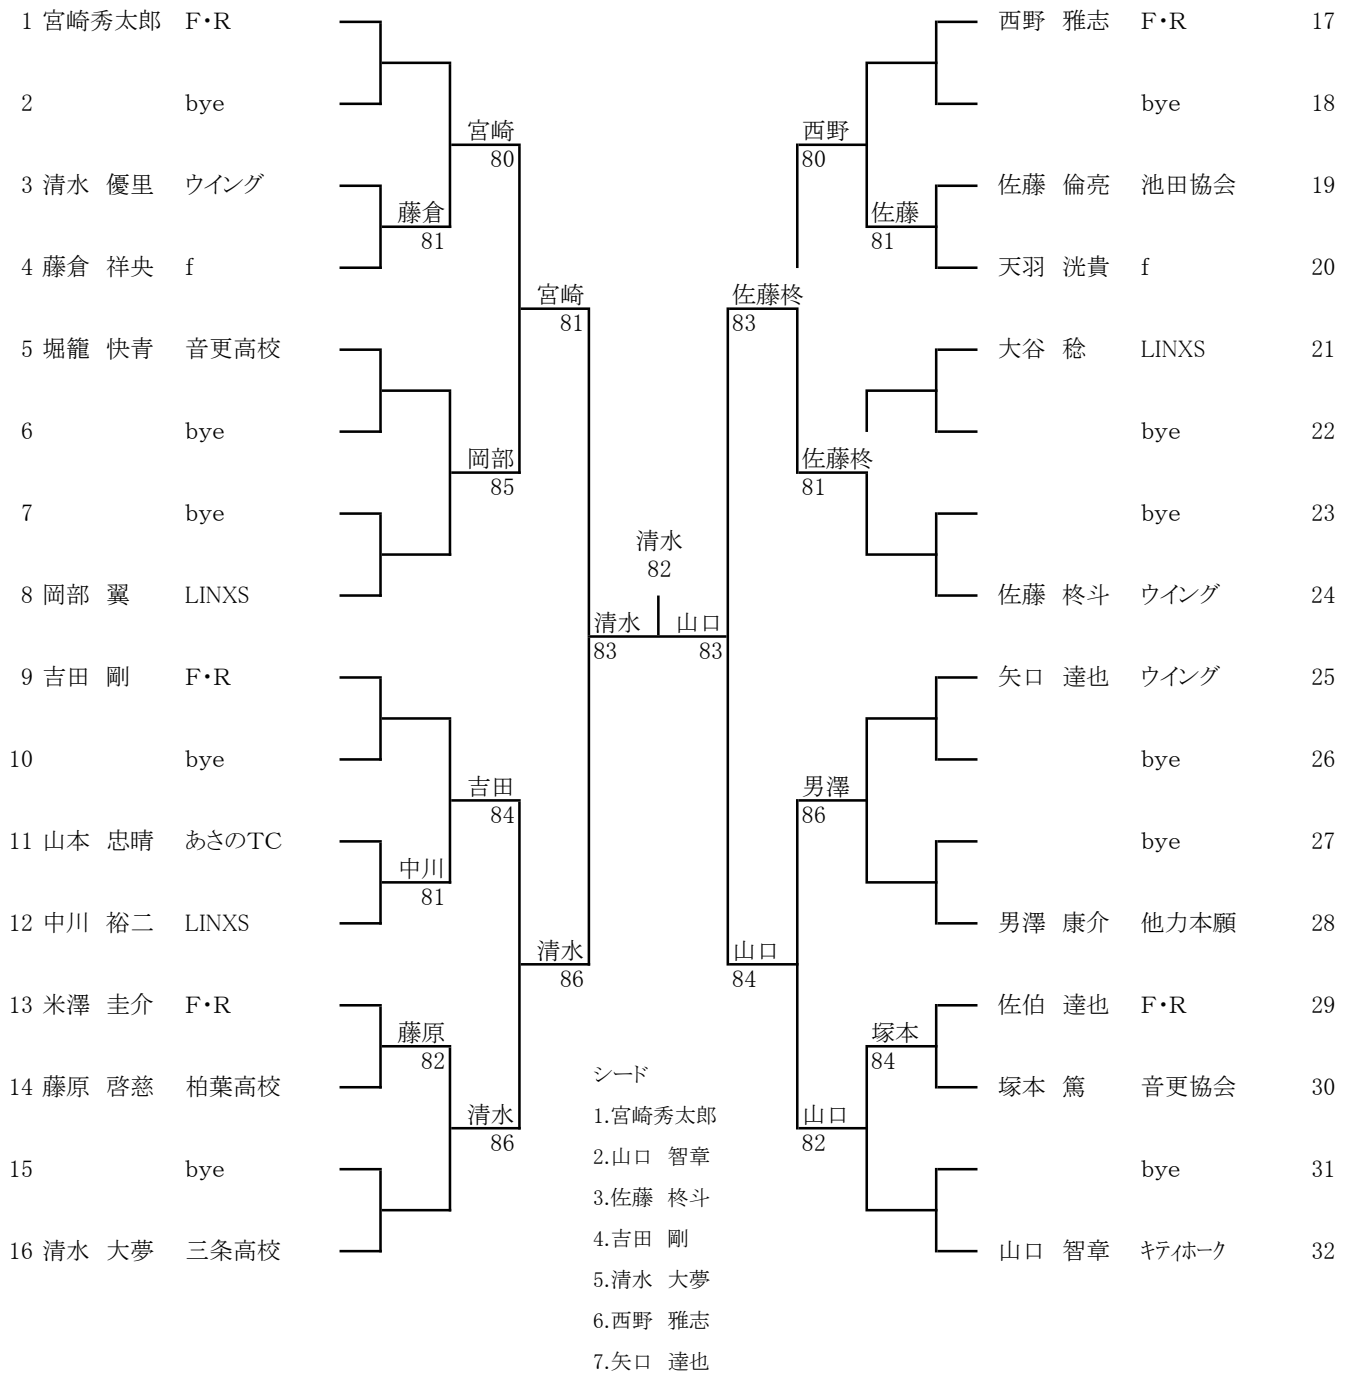 1 宮崎秀太郎 F・R
2 bye
宮崎
80
3 清水 優里 ウイング
藤倉
81
4 藤倉 祥央 f
宮崎
81
5 堀籠 快青 音更高校
6 bye
岡部
85
7 bye
8 岡部 翼 LINXS
清水
83
9 吉田 剛 F・R
10 bye
吉田
84
11 山本 忠晴 あさのTC
中川
81
12 中川 裕二 LINXS
清水
86
13 米澤 圭介 F・R
藤原
82
14 藤原 啓慈 柏葉高校
清水
86
15 bye
16 清水 大夢 三条高校
清水
82
西野 雅志 F・R 17
bye 18
西野
80
佐藤 倫亮 池田協会 19
佐藤
81
天羽 洸貴 f 20
佐藤柊
83
大谷 稔 LINXS 21
bye 22
佐藤柊
81
bye 23
佐藤 柊斗 ウイング 24
山口
83
矢口 達也 ウイング 25
bye 26
男澤
86
bye 27
男澤 康介 他力本願 28
山口
84
佐伯 達也 F・R 29
塚本
84
塚本 篤 音更協会 30
山口
82
bye 31
山口 智章 キティホーク 32
シード
1.宮崎秀太郎
2.山口 智章
3.佐藤 柊斗
4.吉田 剛
5.清水 大夢
6.西野 雅志
7.矢口 達也